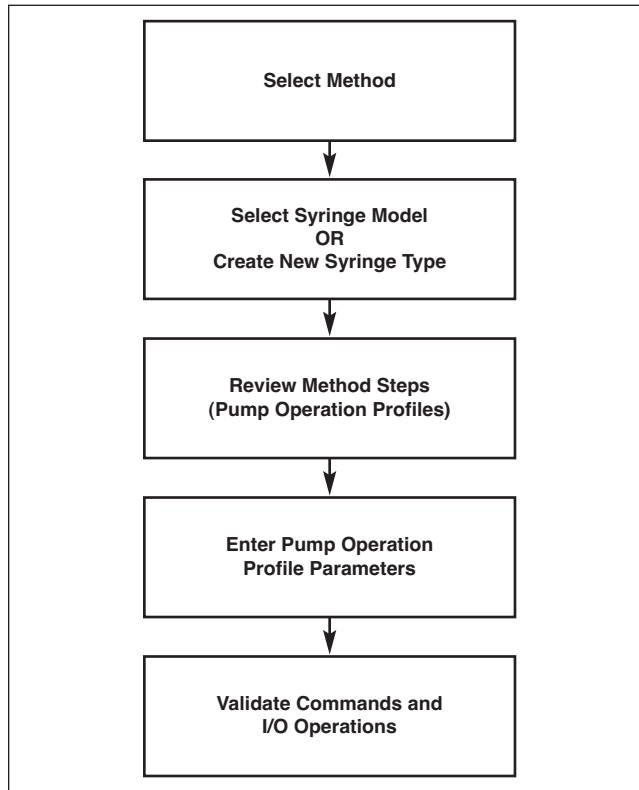 Select Method
Select Syringe Model
OR
Create New Syringe Type
Review Method Steps
(Pump Operation Profiles)
Enter Pump Operation
Profile Parameters
Validate Commands and
I/O Operations